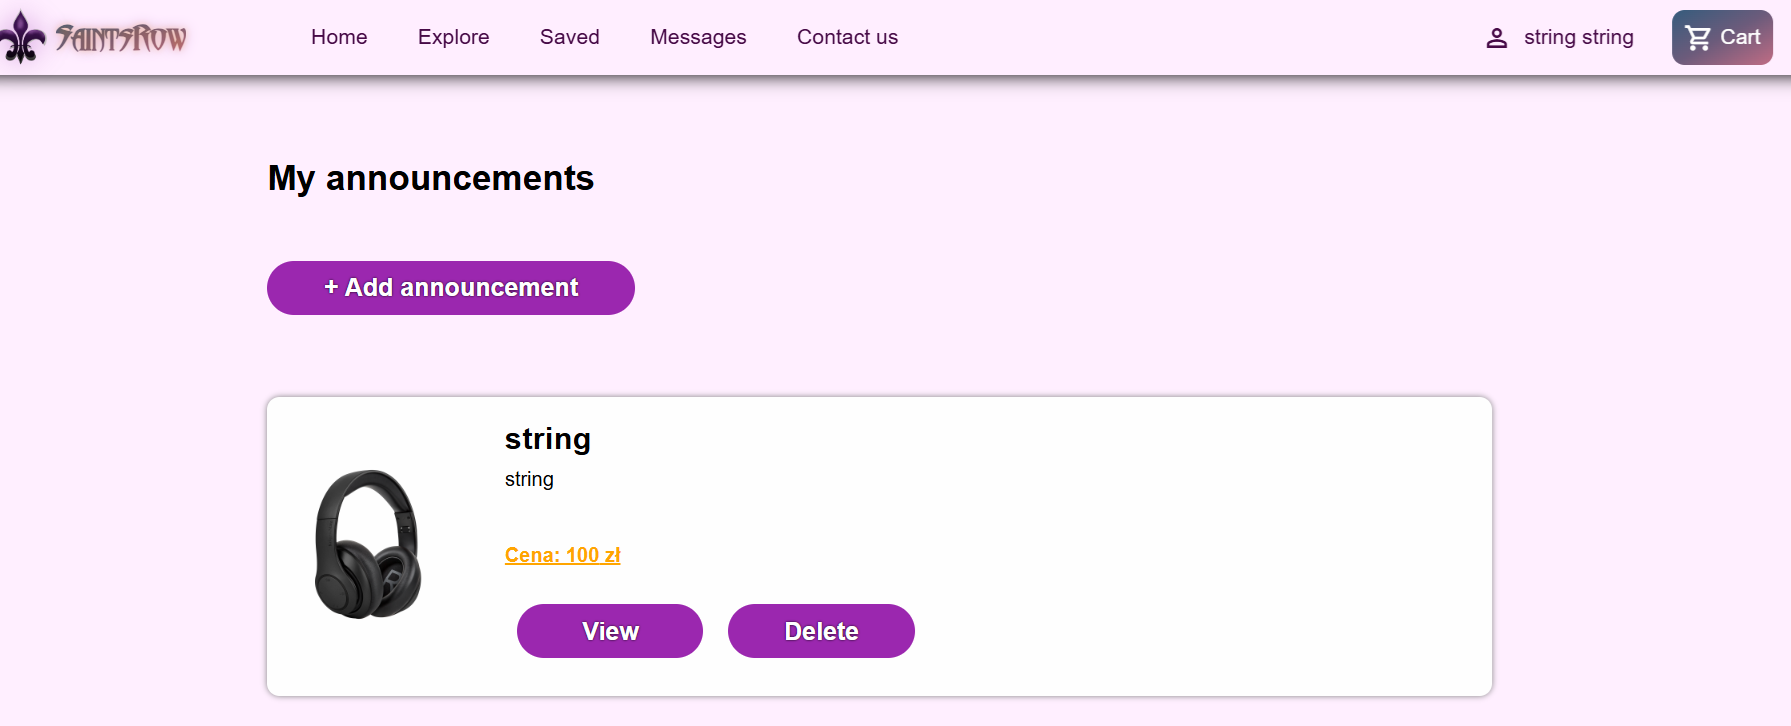 SaintsRow Home Explore Saved Messages Contact us string string Cart
My announcements
+ Add announcement
string
string
Cena: 100 zł
View Delete